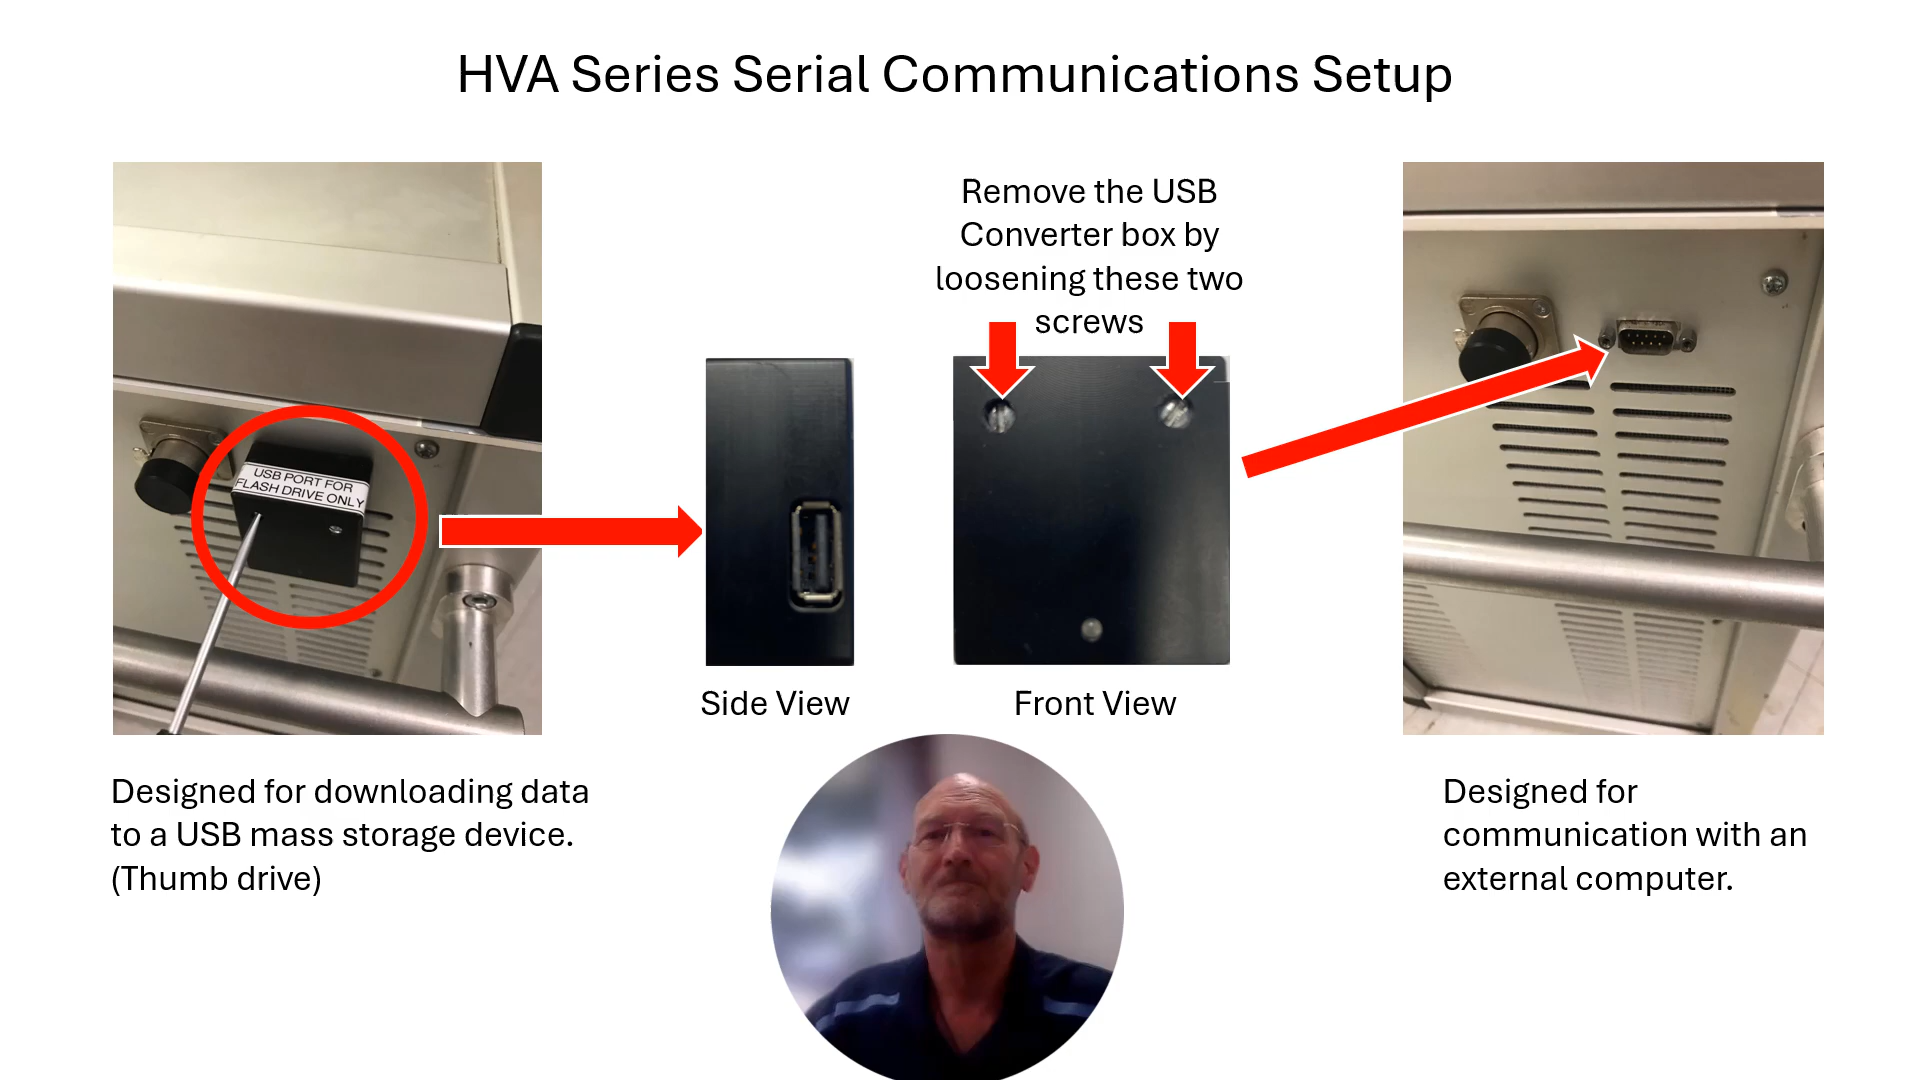 HVA Series Serial Communications Setup
Remove the USB
Converter box by
loosening these two
screws
USB PORT FOR
FLASH DRIVE ONLY
Side View
Front View
Designed for downloading data
to a USB mass storage device.
(Thumb drive)
Designed for
communication with an
external computer.